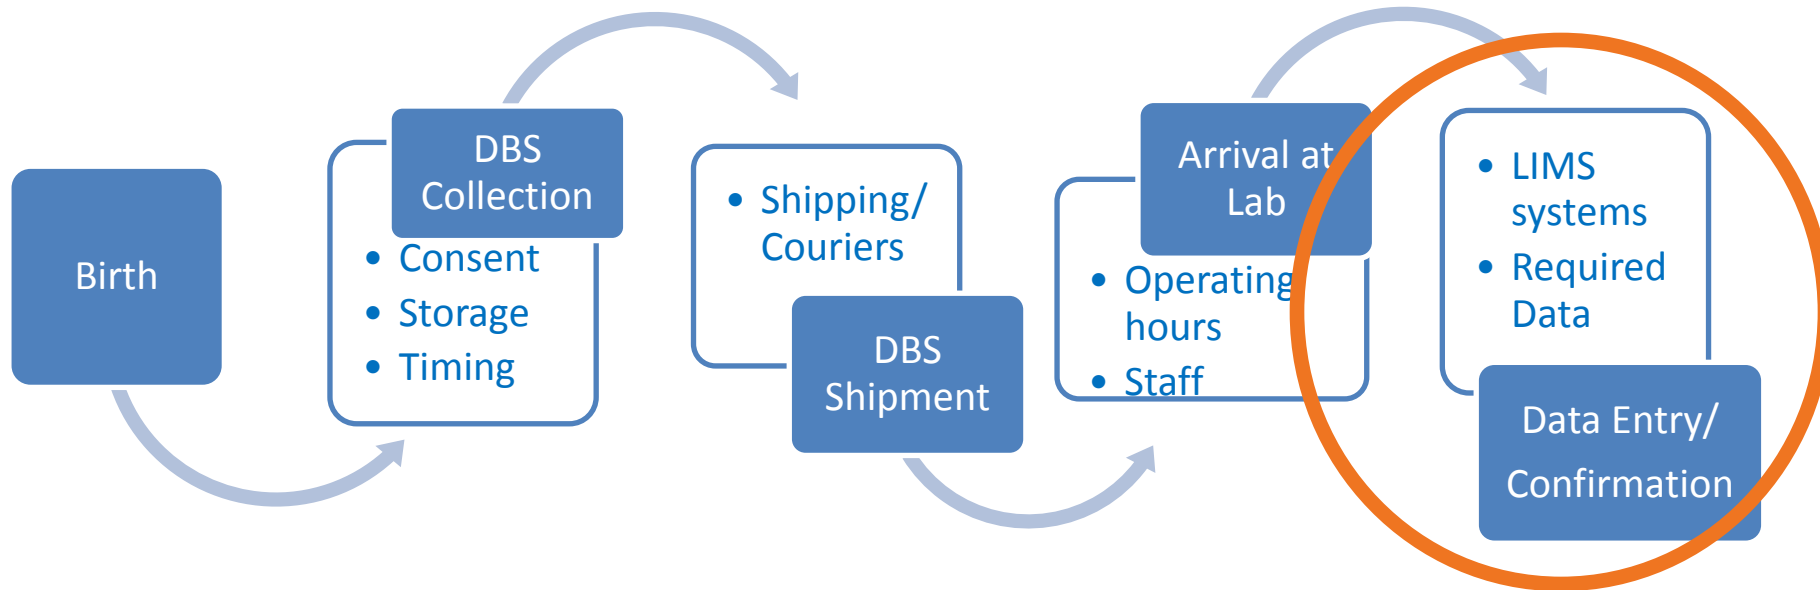 Birth
DBS
Collection
• Consent
• Storage
• Timing
• Shipping/
Couriers
DBS
Shipment
Arrival at
Lab
• Operating
hours
• Staff
• LIMS
systems
• Required
Data
Data Entry/
Confirmation